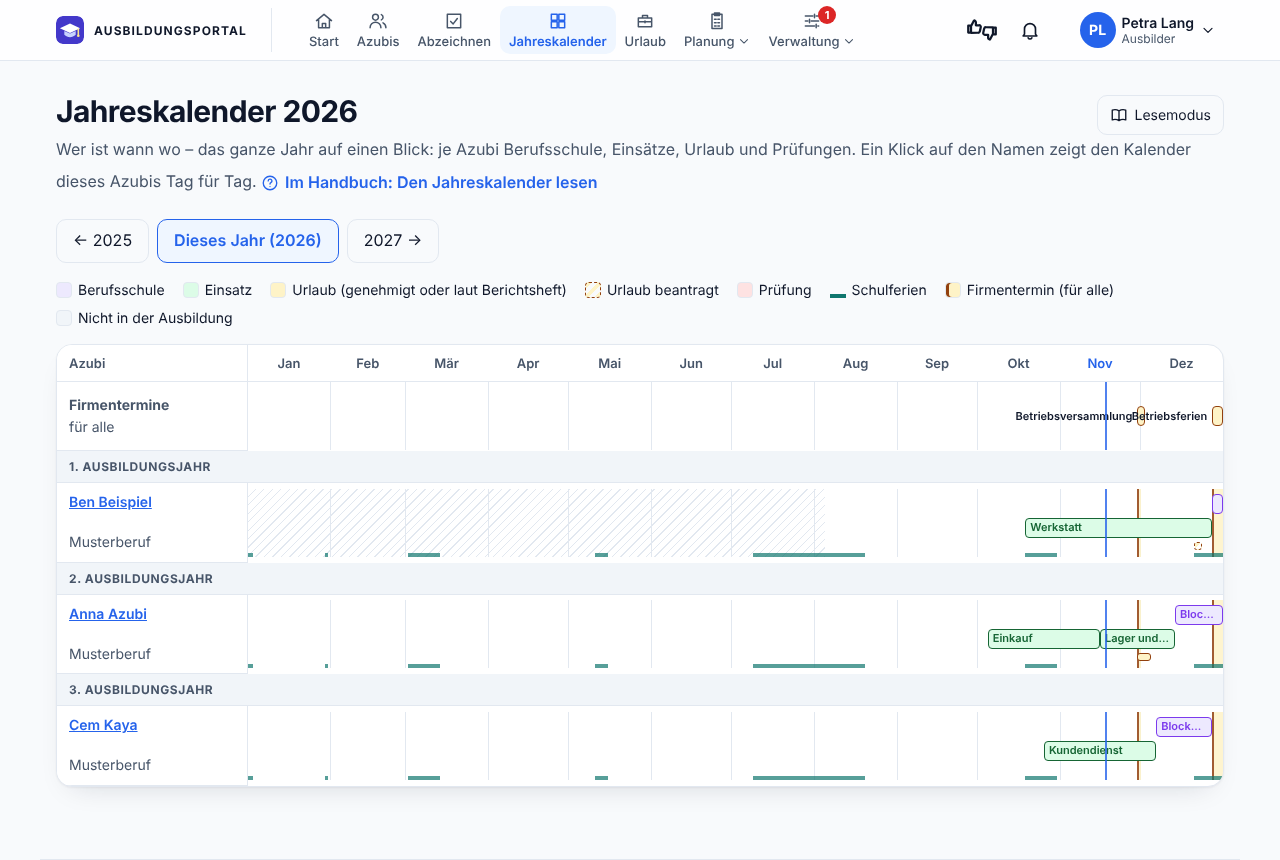 AUSBILDUNGSPORTAL
Start
Azubis
Abzeichnen
Jahreskalender
Urlaub
Planung
Verwaltung
1
PL
Petra Lang
Ausbilder
Jahreskalender 2026
Lesemodus
Wer ist wann wo – das ganze Jahr auf einen Blick: je Azubi Berufsschule, Einsätze, Urlaub und Prüfungen. Ein Klick auf den Namen zeigt den Kalender
dieses Azubis Tag für Tag. Im Handbuch: Den Jahreskalender lesen
← 2025
Dieses Jahr (2026)
2027 →
Berufsschule Einsatz Urlaub (genehmigt oder laut Berichtsheft) Urlaub beantragt Prüfung Schulferien Firmentermin (für alle)
Nicht in der Ausbildung
Azubi Jan Feb Mär Apr Mai Jun Jul Aug Sep Okt Nov Dez
Firmentermine
für alle
Betriebsversammlung Betriebsferien
1. AUSBILDUNGSJAHR
Ben Beispiel
Werkstatt
Musterberuf
2. AUSBILDUNGSJAHR
Anna Azubi
Bloc…
Einkauf Lager und…
Musterberuf
3. AUSBILDUNGSJAHR
Cem Kaya
Block…
Kundendienst
Musterberuf